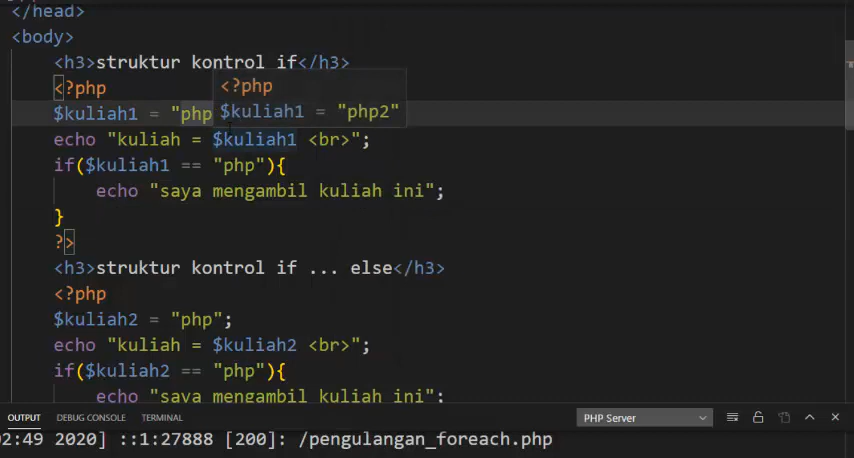 </head>
<body>
<h3>struktur kontrol if</h3>
<?php
<?php
$kuliah1 = "php
$kuliah1 = "php2"
echo "kuliah = $kuliah1 <br>";
if($kuliah1 == "php"){
echo "saya mengambil kuliah ini";
}
?>
<h3>struktur kontrol if ... else</h3>
<?php
$kuliah2 = "php";
echo "kuliah = $kuliah2 <br>";
if($kuliah2 == "php"){
echo "saya mengambil kuliah ini";
OUTPUT DEBUG CONSOLE TERMINAL PHP Server
02:49 2020] ::1:27888 [200]: /pengulangan_foreach.php